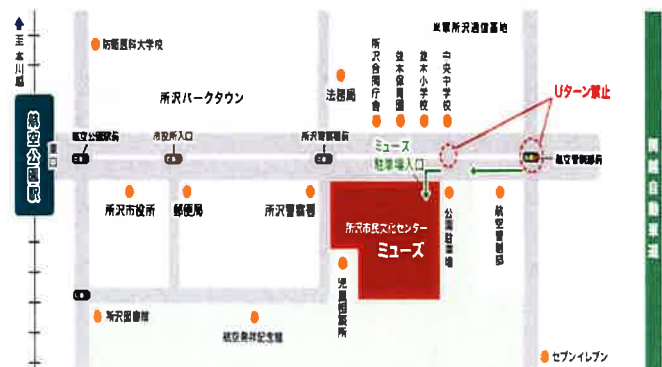 至本川越
防衛医科大学校
米軍所沢通信基地
所沢パークタウン
法務局
所沢合同庁舎
並木保育園
並木小学校
中央中学校
Uターン禁止
航空公園駅
東口
航空公園駅前
市役所入口
所沢警察署前
ミューズ
駐車場入口
航空管制部前
関越自動車道
所沢市役所
郵便局
所沢警察署
所沢市民文化センター
ミューズ
公園駐車場
航空管制部
児童相談所
所沢図書館
航空発祥記念館
セブンイレブン